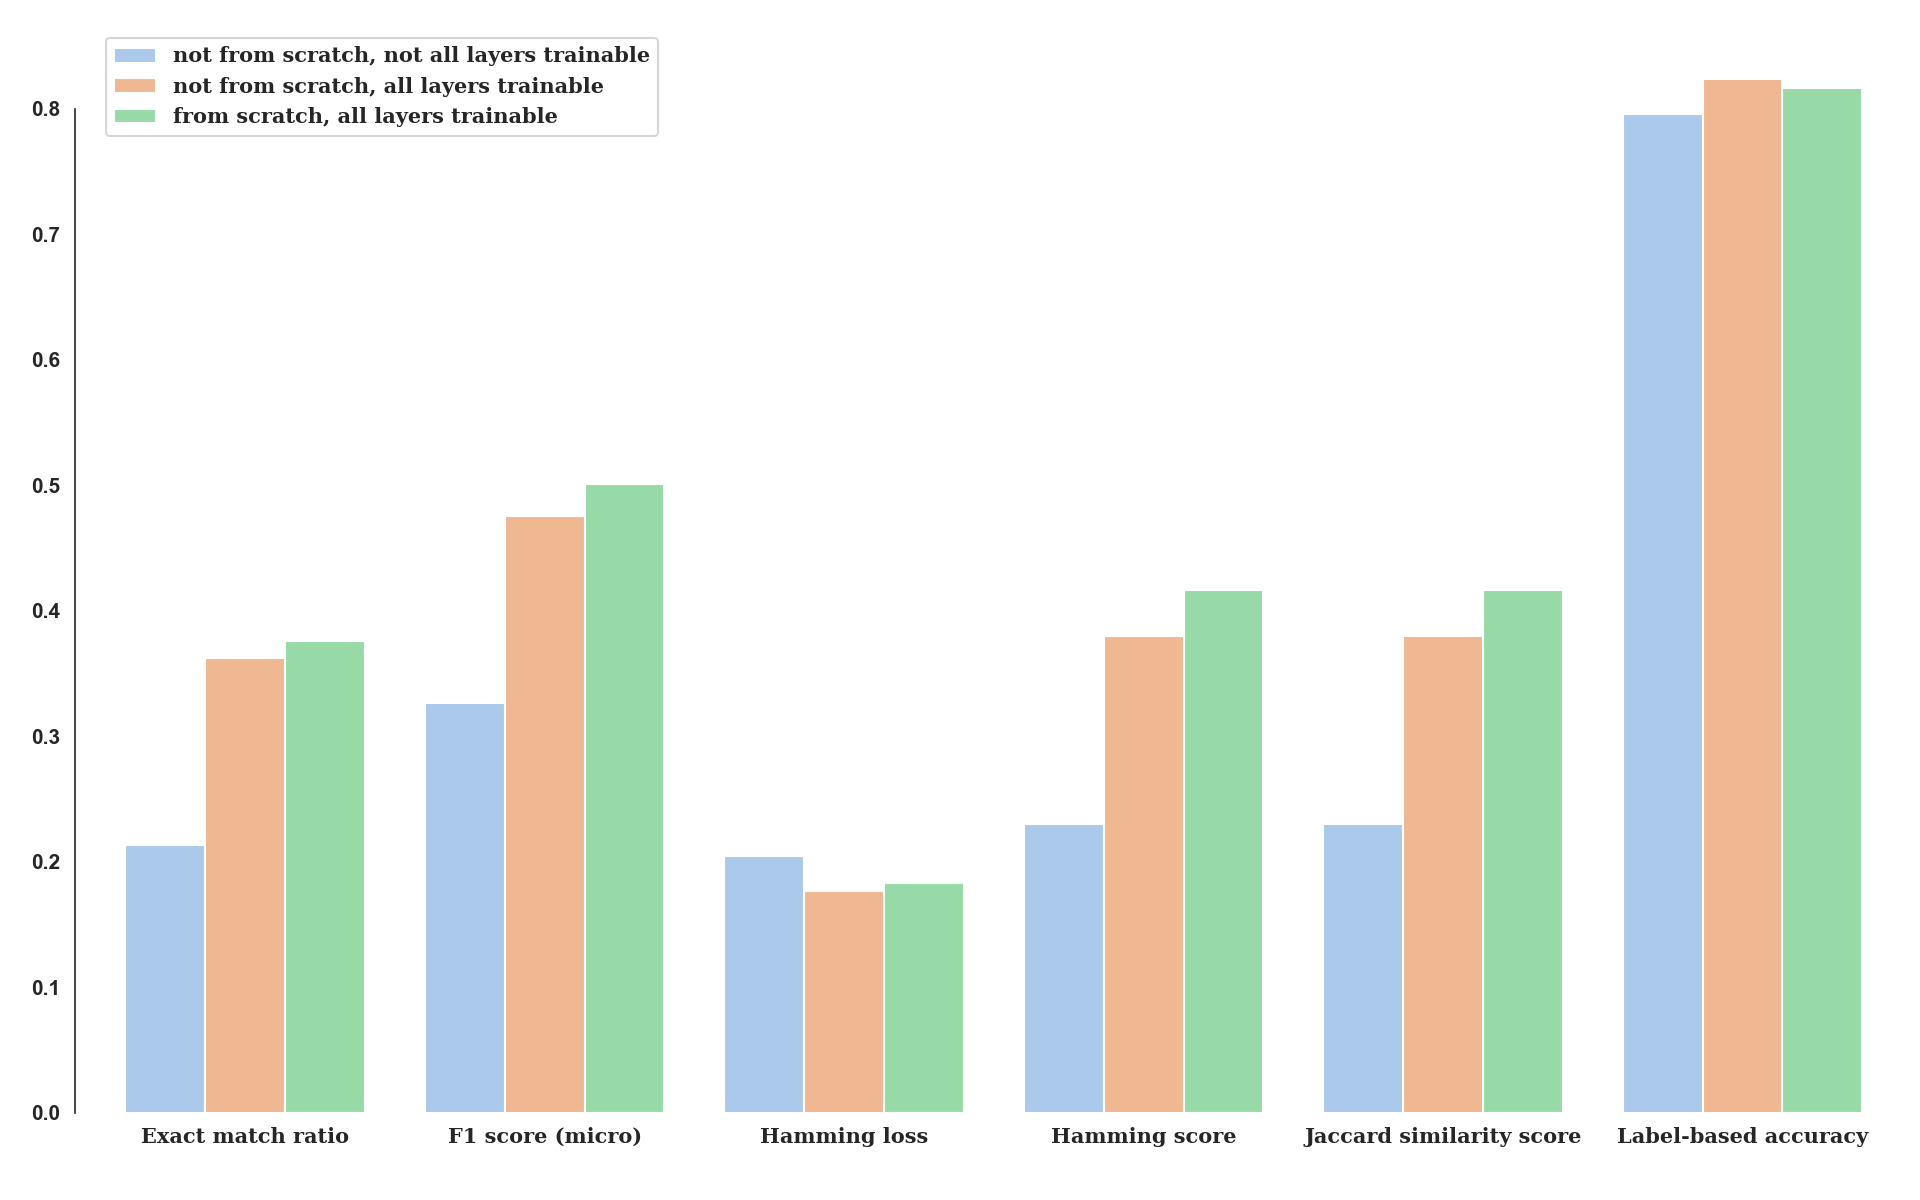 not from scratch, not all layers trainable
not from scratch, all layers trainable
from scratch, all layers trainable
0.8
0.7
0.6
0.5
0.4
0.3
0.2
0.1
0.0
Exact match ratio
F1 score (micro)
Hamming loss
Hamming score
Jaccard similarity score
Label-based accuracy